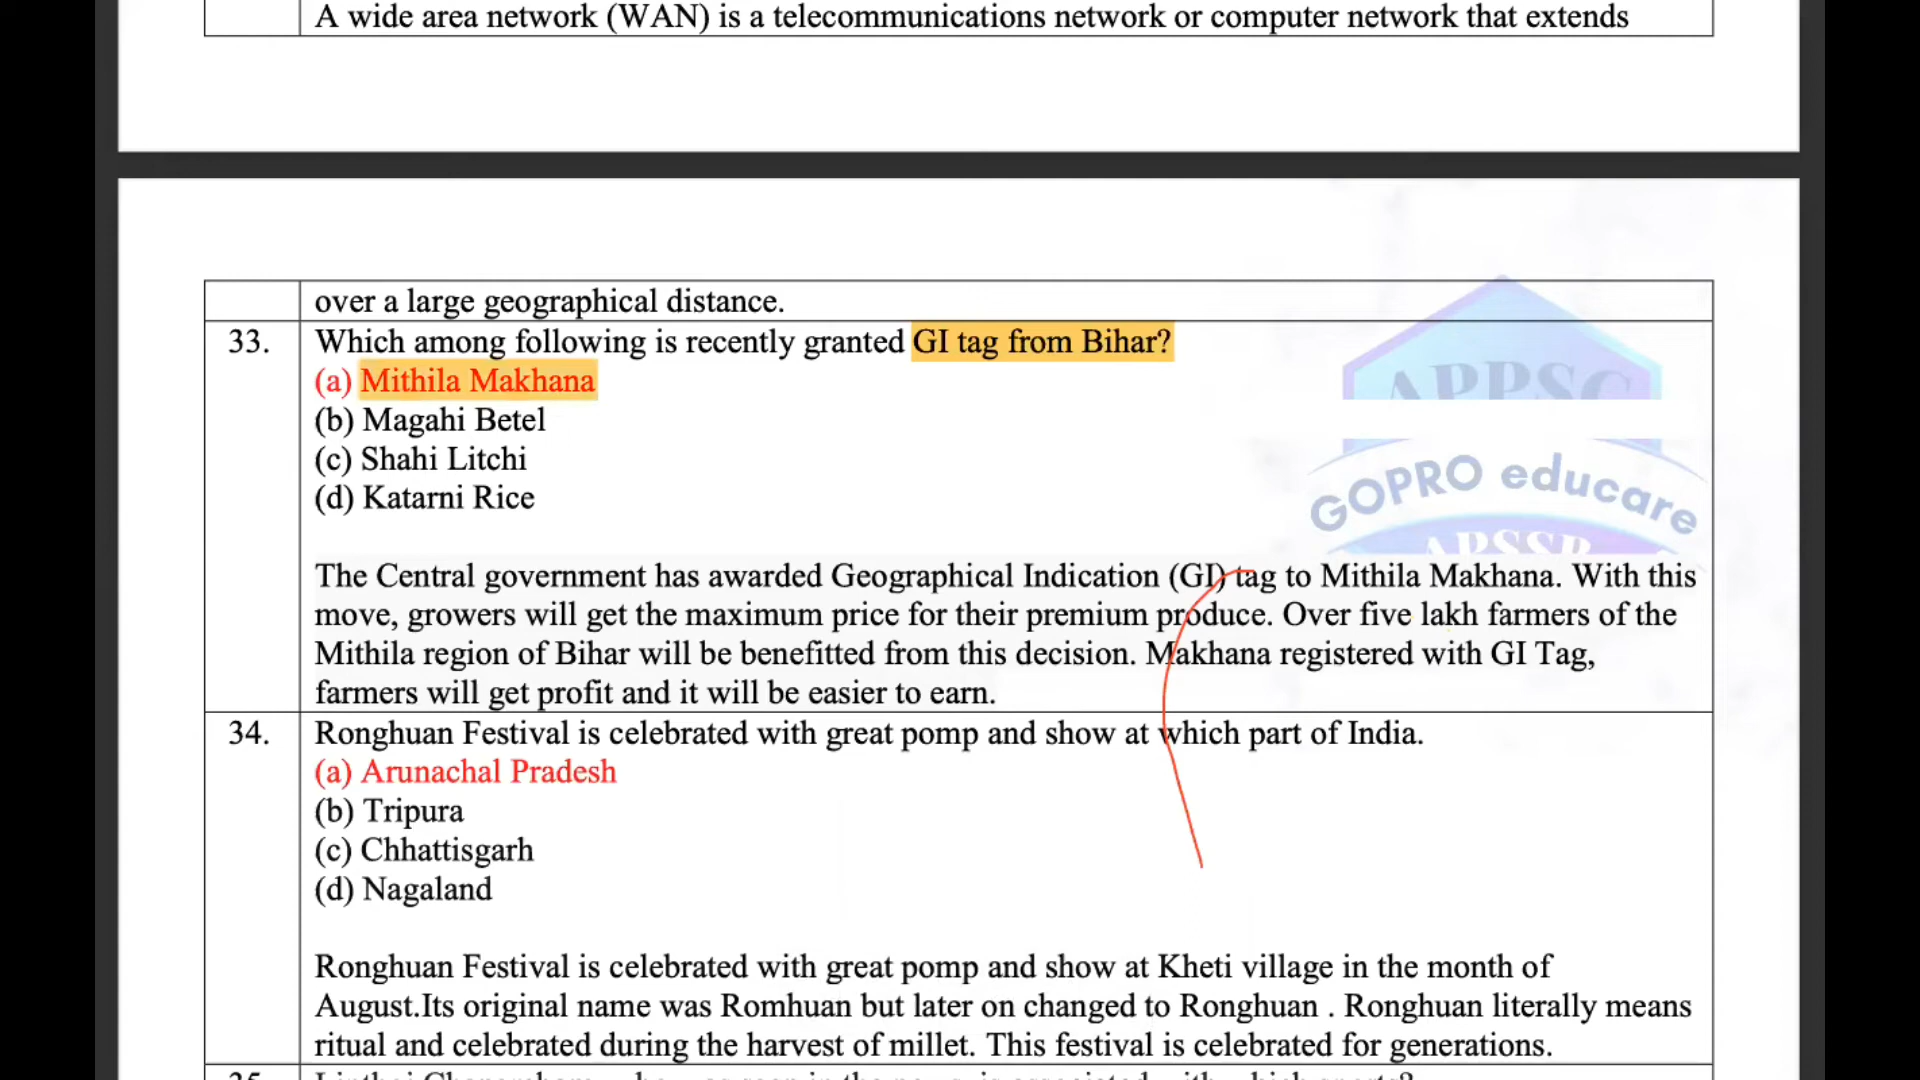 A wide area network (WAN) is a telecommunications network or computer network that extends
over a large geographical distance.
33. Which among following is recently granted GI tag from Bihar?
(a) Mithila Makhana
(b) Magahi Betel
(c) Shahi Litchi
(d) Katarni Rice
APPSC
GOPRO educare
APSSB
The Central government has awarded Geographical Indication (GI) tag to Mithila Makhana. With this
move, growers will get the maximum price for their premium produce. Over five lakh farmers of the
Mithila region of Bihar will be benefitted from this decision. Makhana registered with GI Tag,
farmers will get profit and it will be easier to earn.
34. Ronghuan Festival is celebrated with great pomp and show at which part of India.
(a) Arunachal Pradesh
(b) Tripura
(c) Chhattisgarh
(d) Nagaland
Ronghuan Festival is celebrated with great pomp and show at Kheti village in the month of
August.Its original name was Romhuan but later on changed to Ronghuan . Ronghuan literally means
ritual and celebrated during the harvest of millet. This festival is celebrated for generations.